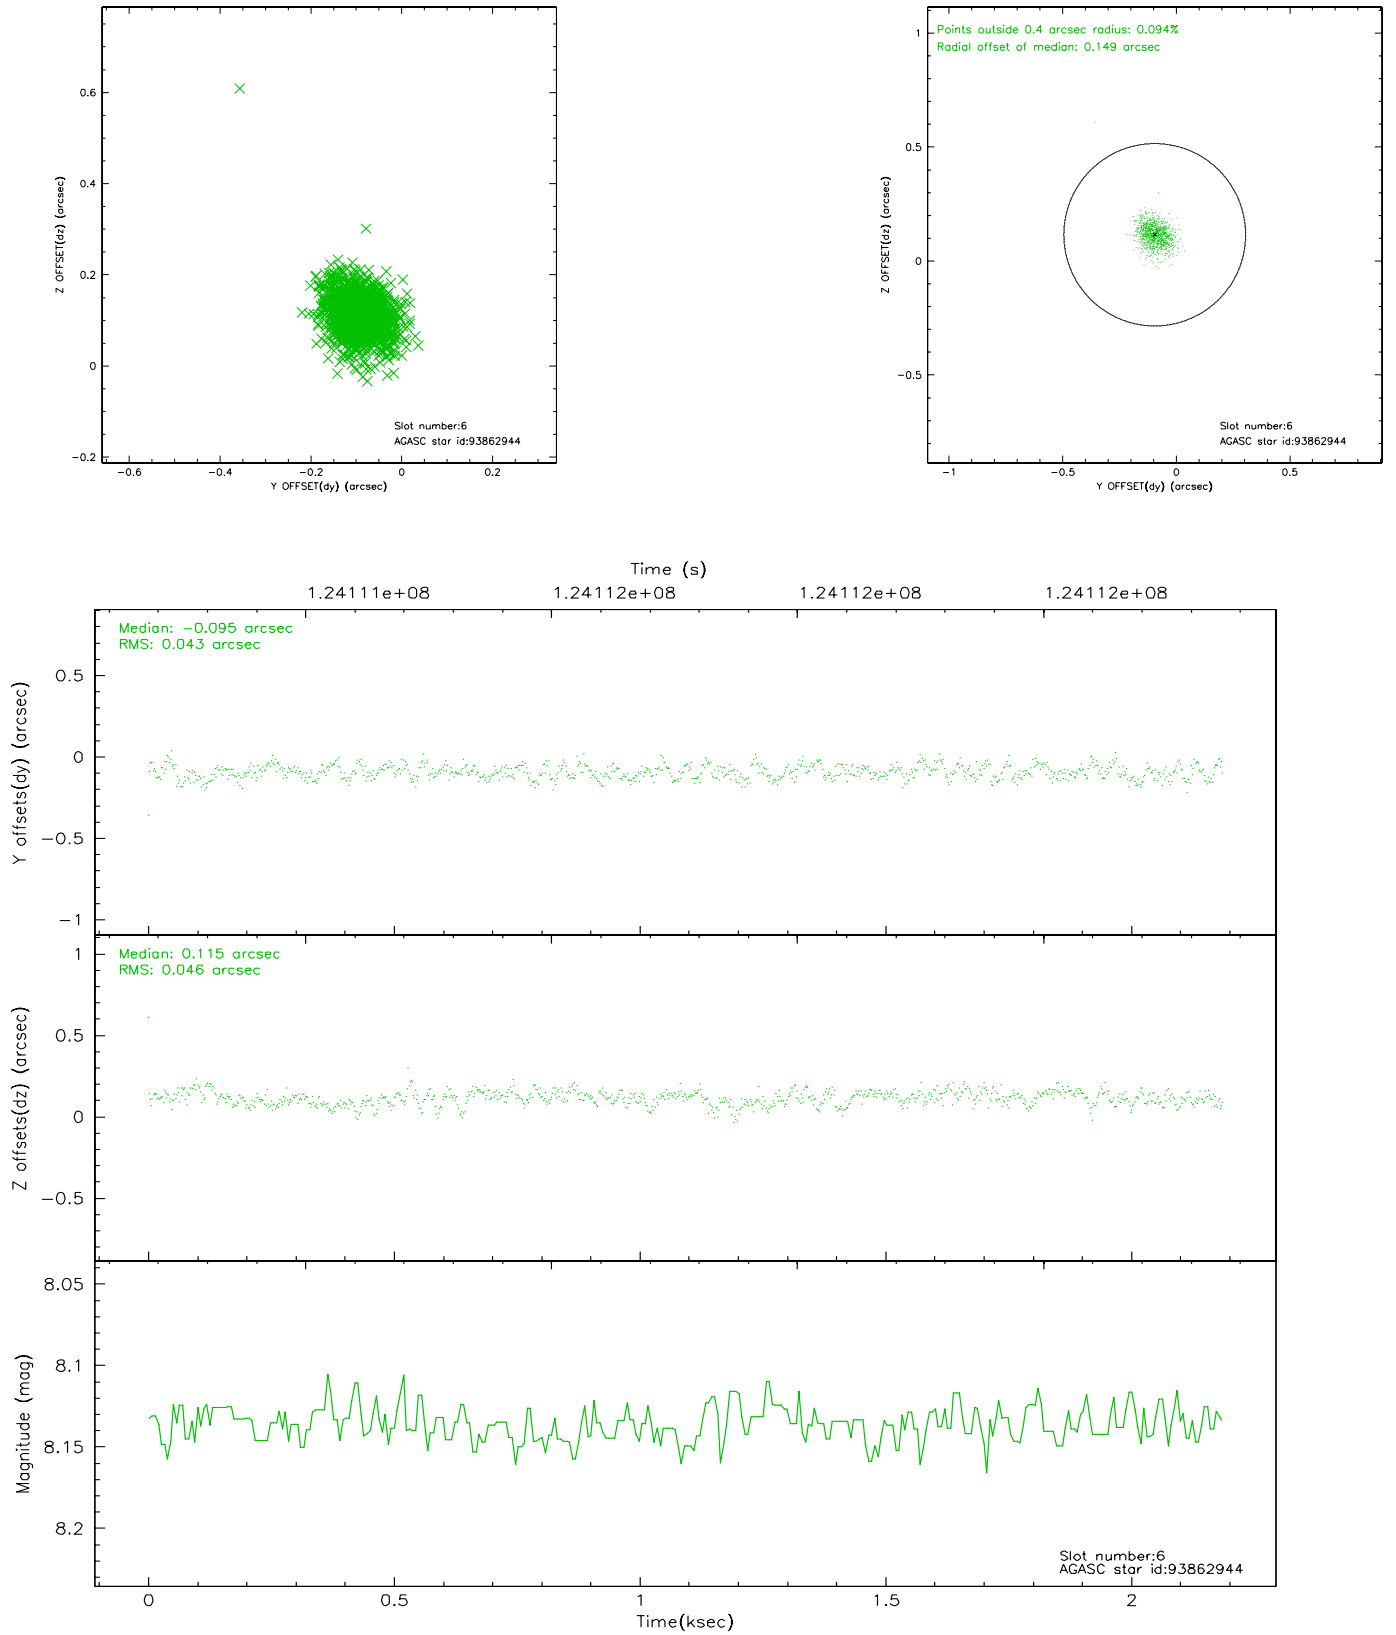 0.6
0.4
0.2
0
−0.2
−0.6
−0.4
−0.2
0
0.2
Z OFFSET(dz) (arcsec)
Y OFFSET(dy) (arcsec)
Slot number:6
AGASC star id:93862944
Points outside 0.4 arcsec radius: 0.094%
Radial offset of median: 0.149 arcsec
1
0.5
0
−0.5
−1
−0.5
0
0.5
Z OFFSET(dz) (arcsec)
Y OFFSET(dy) (arcsec)
Slot number:6
AGASC star id:93862944
Time (s)
1.24111e+08
1.24112e+08
1.24112e+08
1.24112e+08
Median: −0.095 arcsec
RMS: 0.043 arcsec
0.5
0
−0.5
−1
Y offsets(dy) (arcsec)
Median: 0.115 arcsec
RMS: 0.046 arcsec
1
0.5
0
−0.5
Z offsets(dz) (arcsec)
8.05
8.1
8.15
8.2
Magnitude (mag)
Slot number:6
AGASC star id:93862944
0
0.5
1
1.5
2
Time(ksec)